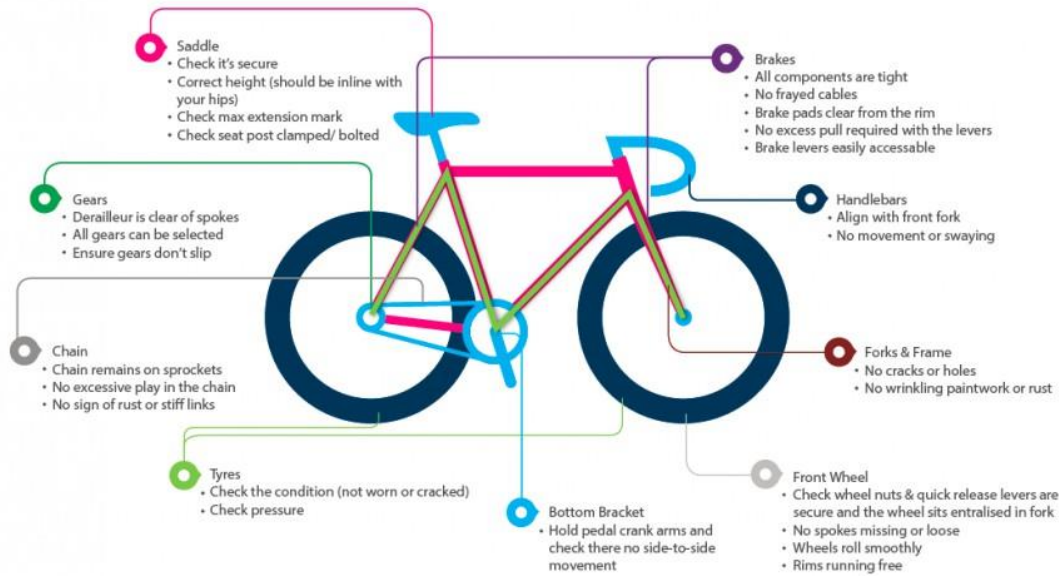 Saddle
• Check it's secure
• Correct height (should be inline with
your hips)
• Check max extension mark
• Check seat post clamped/ bolted
Brakes
• All components are tight
• No frayed cables
• Brake pads clear from the rim
• No excess pull required with the levers
• Brake levers easily accessable
Gears
• Derailleur is clear of spokes
• All gears can be selected
• Ensure gears don't slip
Handlebars
• Align with front fork
• No movement or swaying
Chain
• Chain remains on sprockets
• No excessive play in the chain
• No sign of rust or stiff links
Forks & Frame
• No cracks or holes
• No wrinkling paintwork or rust
Tyres
• Check the condition (not worn or cracked)
• Check pressure
Bottom Bracket
• Hold pedal crank arms and
check there no side-to-side
movement
Front Wheel
• Check wheel nuts & quick release levers are
secure and the wheel sits entralised in fork
• No spokes missing or loose
• Wheels roll smoothly
• Rims running free